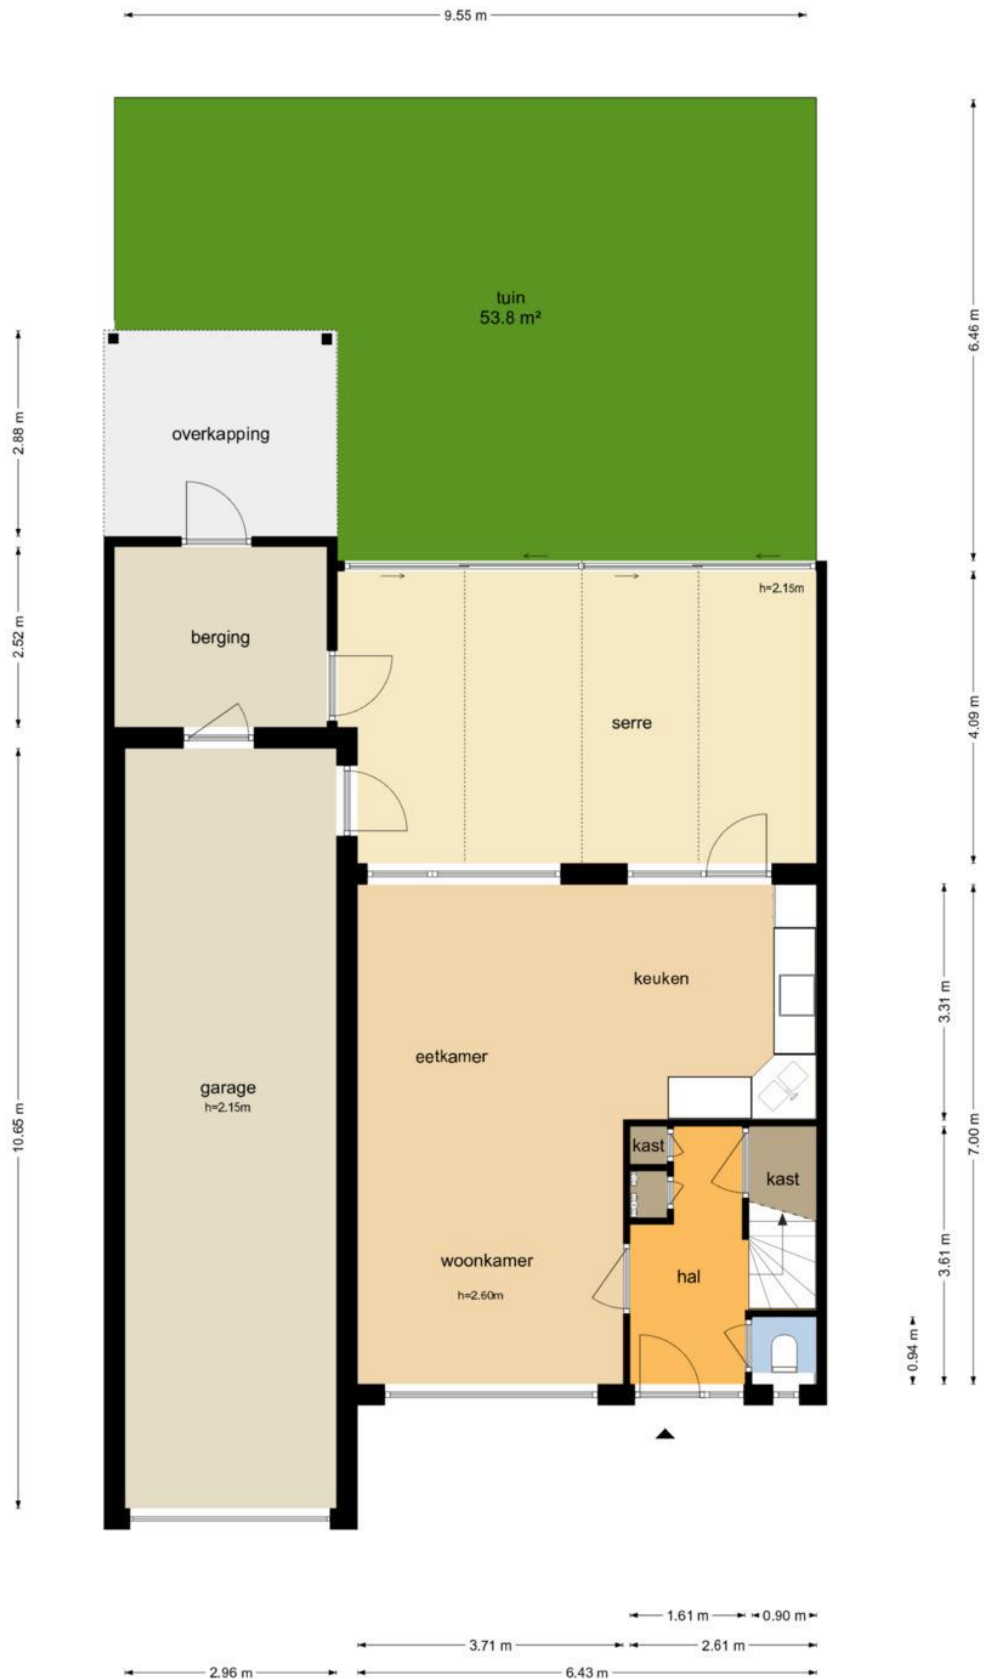 9.55 m
tuin
53.8 m²
6.46 m
2.88 m
overkapping
h=2.15m
2.52 m
berging
4.09 m
serre
keuken
3.31 m
eetkamer
garage
h=2.15m
10.65 m
7.00 m
kast
kast
3.61 m
woonkamer
h=2.60m
hal
0.94 m
1.61 m
0.90 m
3.71 m
2.61 m
2.96 m
6.43 m